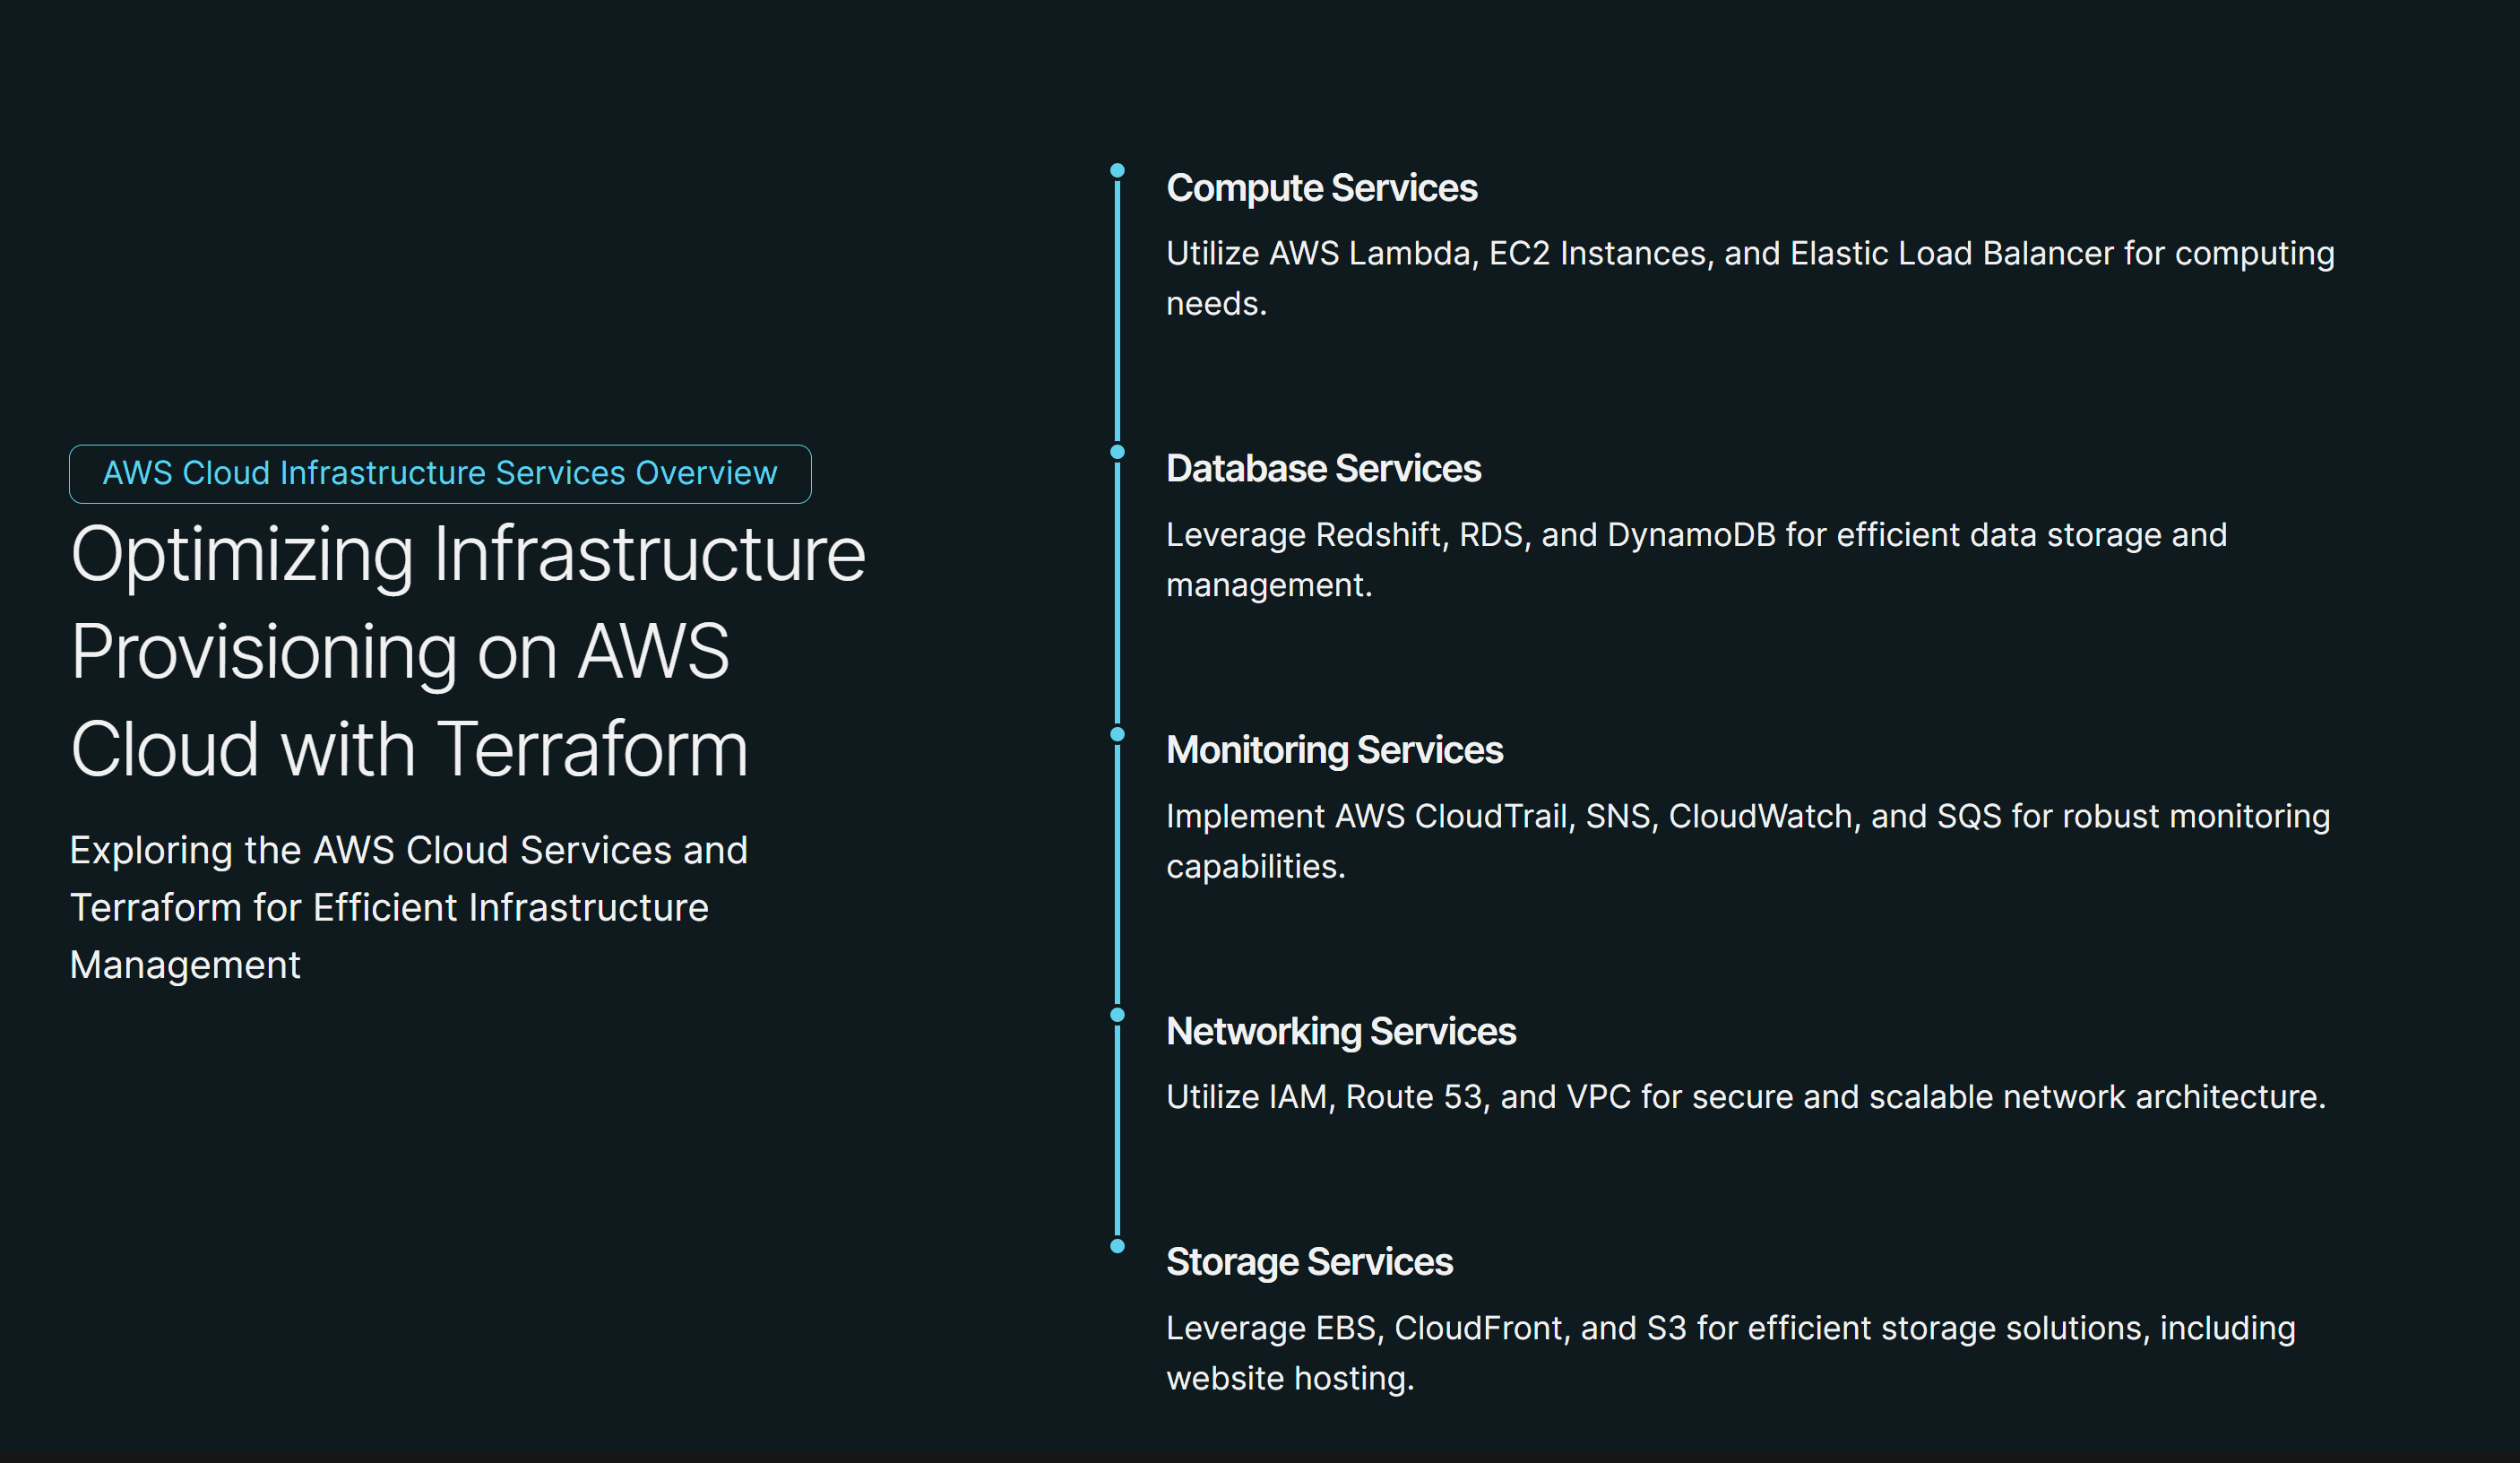 AWS Cloud Infrastructure Services Overview
Optimizing Infrastructure
Provisioning on AWS
Cloud with Terraform
Exploring the AWS Cloud Services and
Terraform for Efficient Infrastructure
Management
Compute Services
Utilize AWS Lambda, EC2 Instances, and Elastic Load Balancer for computing
needs.
Database Services
Leverage Redshift, RDS, and DynamoDB for efficient data storage and
management.
Monitoring Services
Implement AWS CloudTrail, SNS, CloudWatch, and SQS for robust monitoring
capabilities.
Networking Services
Utilize IAM, Route 53, and VPC for secure and scalable network architecture.
Storage Services
Leverage EBS, CloudFront, and S3 for efficient storage solutions, including
website hosting.